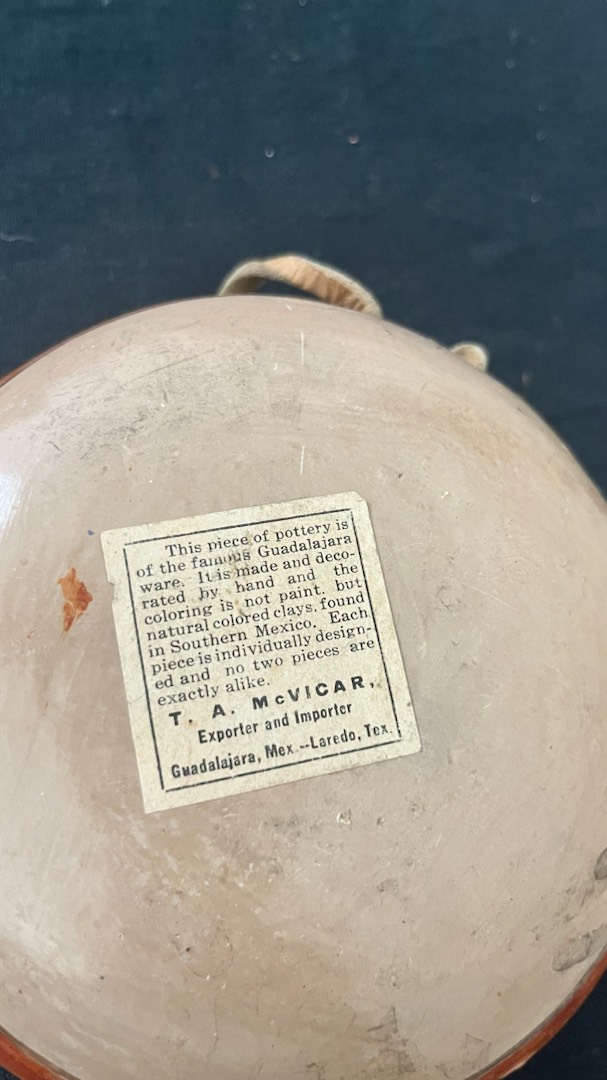 This piece of pottery is
of the famous Guadalajara
ware. It is made and deco-
rated by hand and the
coloring is not paint, but
natural colored clays, found
in Southern Mexico. Each
piece is individually design-
ed and no two pieces are
exactly alike.
T. A. McVICAR,
Exporter and Importer
Guadalajara, Mex.--Laredo, Tex.